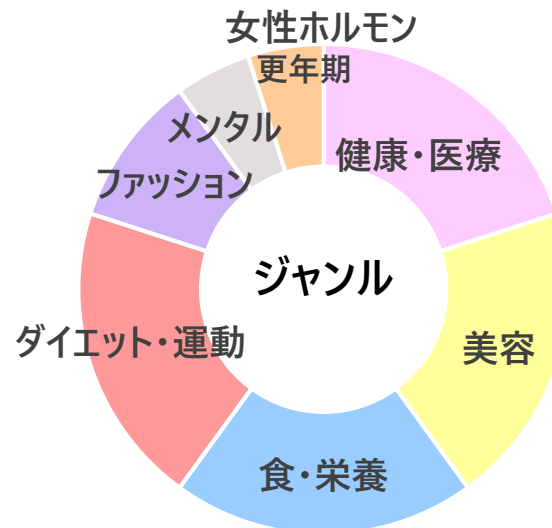 女性ホルモン
更年期
メンタル
健康・医療
ファッション
ジャンル
ダイエット・運動
美容
食・栄養